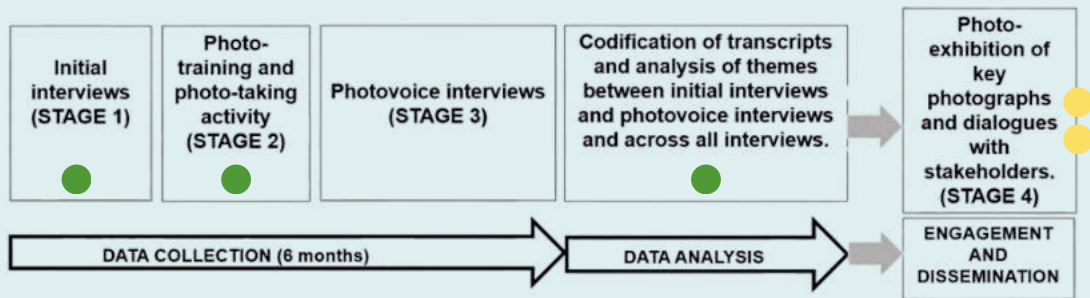 Initial
interviews
(STAGE 1)
Photo-
training and
photo-taking
activity
(STAGE 2)
Photovoice interviews
(STAGE 3)
Codification of transcripts
and analysis of themes
between initial interviews
and photovoice interviews
and across all interviews.
Photo-
exhibition of
key
photographs
and dialogues
with
stakeholders.
(STAGE 4)
DATA COLLECTION (6 months)
DATA ANALYSIS
ENGAGEMENT
AND
DISSEMINATION